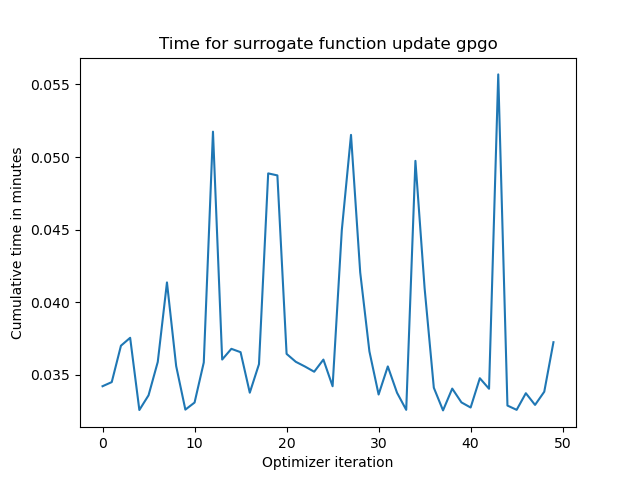 Time for surrogate function update gpgo
0.055
0.050
0.045
0.040
0.035
Cumulative time in minutes
0 10 20 30 40 50
Optimizer iteration